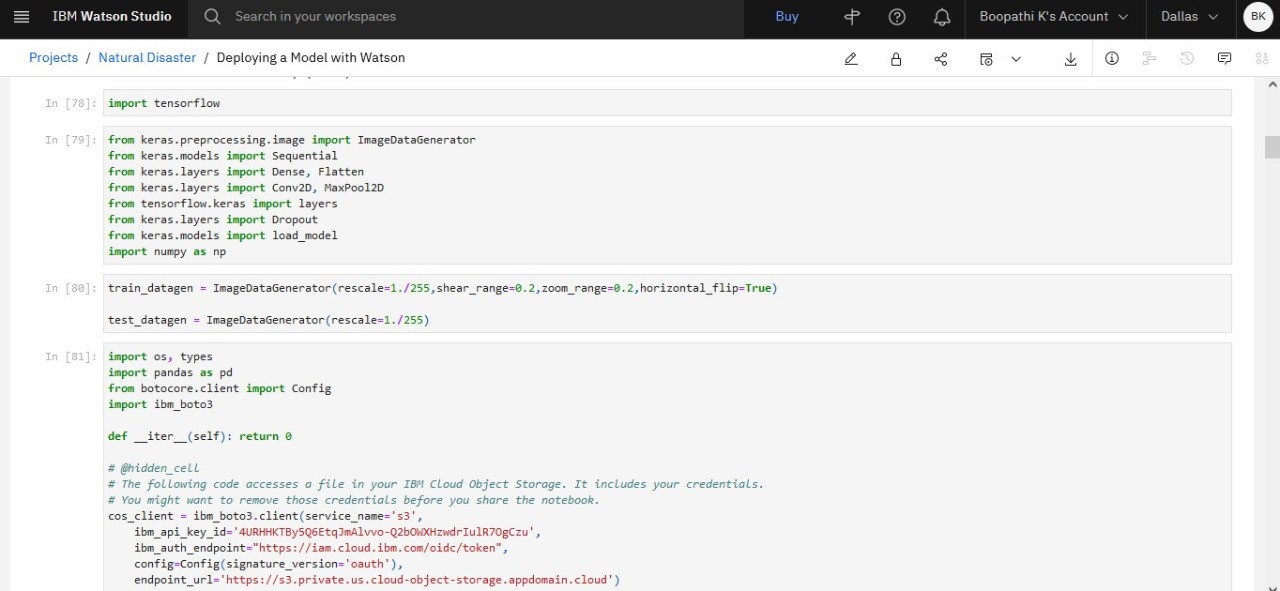 IBM Watson Studio
Search in your workspaces
Buy
Boopathi K's Account
Dallas
BK
Projects / Natural Disaster / Deploying a Model with Watson
In [78]: import tensorflow
In [79]: from keras.preprocessing.image import ImageDataGenerator
from keras.models import Sequential
from keras.layers import Dense, Flatten
from keras.layers import Conv2D, MaxPool2D
from tensorflow.keras import layers
from keras.layers import Dropout
from keras.models import load_model
import numpy as np
In [80]: train_datagen = ImageDataGenerator(rescale=1./255,shear_range=0.2,zoom_range=0.2,horizontal_flip=True)
test_datagen = ImageDataGenerator(rescale=1./255)
In [81]: import os, types
import pandas as pd
from botocore.client import Config
import ibm_boto3
def __iter__(self): return 0
# @hidden_cell
# The following code accesses a file in your IBM Cloud Object Storage. It includes your credentials.
# You might want to remove those credentials before you share the notebook.
cos_client = ibm_boto3.client(service_name='s3',
ibm_api_key_id='4URHHKTBy5Q6EtqJmAlvvo-Q2bOWXHzwdrIulR7OgCzu',
ibm_auth_endpoint="https://iam.cloud.ibm.com/oidc/token",
config=Config(signature_version='oauth'),
endpoint_url='https://s3.private.us.cloud-object-storage.appdomain.cloud')